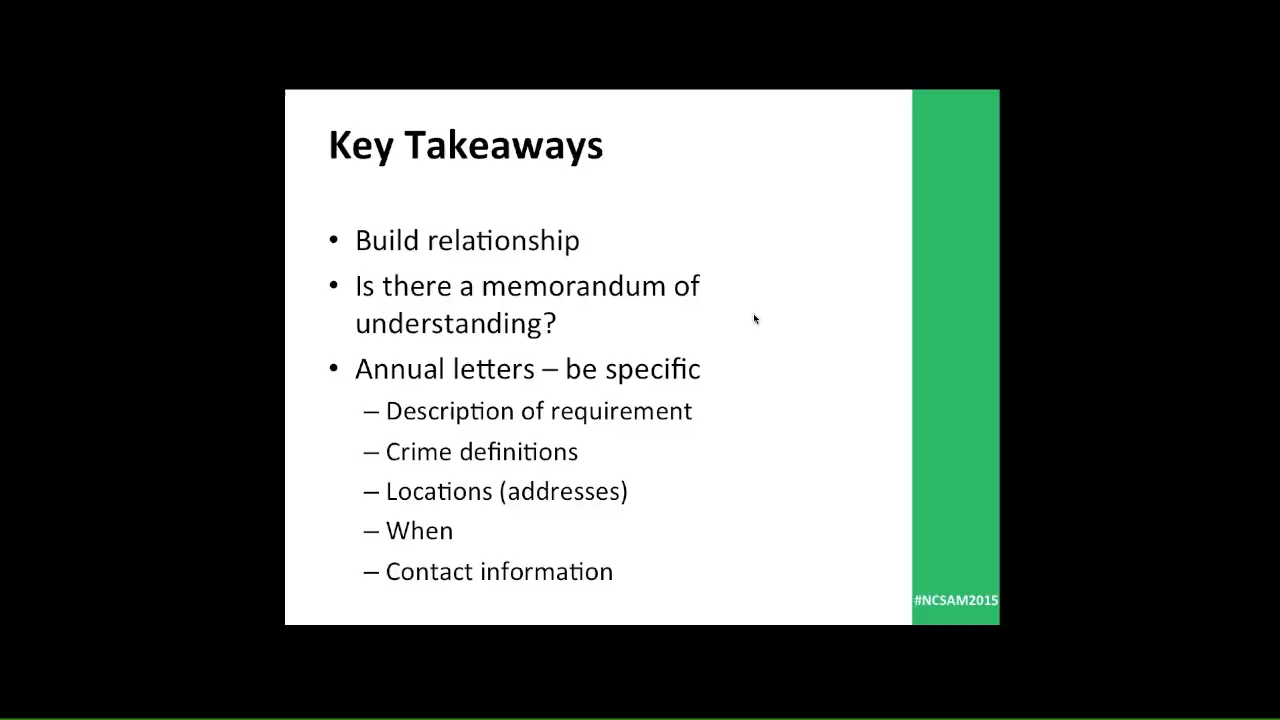 Key Takeaways
• Build relationship
• Is there a memorandum of
understanding?
• Annual letters – be specific
– Description of requirement
– Crime definitions
– Locations (addresses)
– When
– Contact information
#NCSAM2015